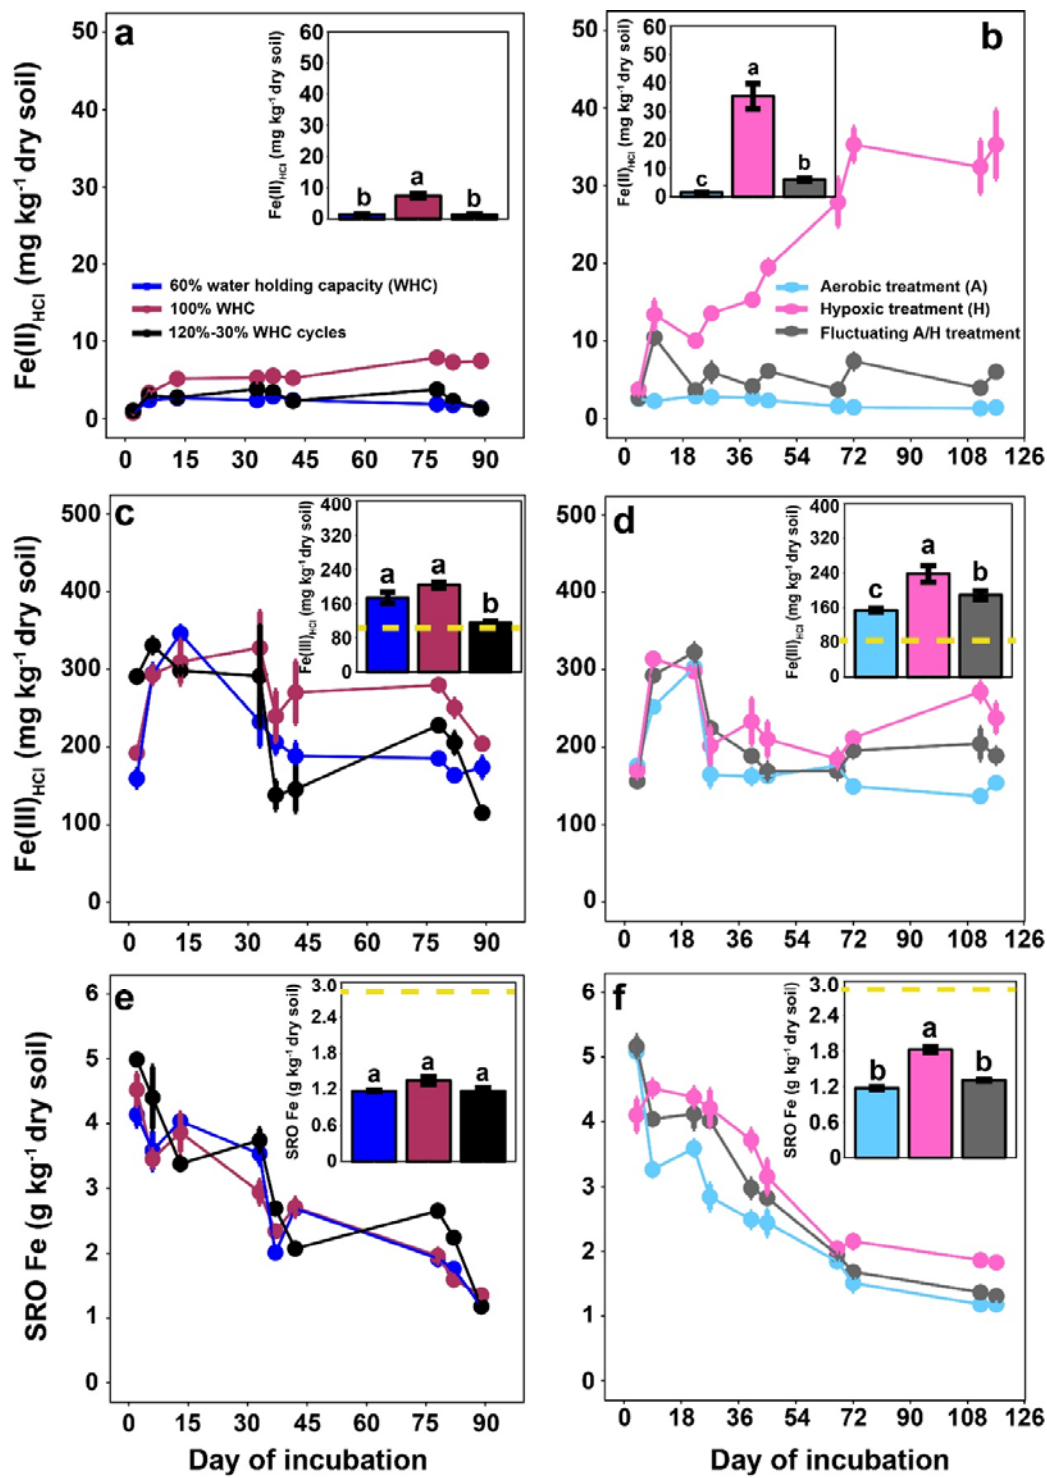 a
Fe(II)HCl (mg kg-1 dry soil)
50
40
30
20
10
0
Fe(II)HCl (mg kg-1 dry soil)
60
50
40
30
20
10
0
b
a
b
60% water holding capacity (WHC)
100% WHC
120%-30% WHC cycles
0 15 30 45 60 75 90
b
50
40
30
20
10
0
Fe(II)HCl (mg kg-1 dry soil)
60
50
40
30
20
10
0
c
a
b
Aerobic treatment (A)
Hypoxic treatment (H)
Fluctuating A/H treatment
0 18 36 54 72 90 108 126
c
Fe(III)HCl (mg kg-1 dry soil)
500
400
300
200
100
0
Fe(III)HCl (mg kg-1 dry soil)
400
320
240
160
80
0
a
a
b
0 15 30 45 60 75 90
d
500
400
300
200
100
0
Fe(III)HCl (mg kg-1 dry soil)
400
320
240
160
80
0
c
a
b
0 18 36 54 72 90 108 126
e
SRO Fe (g kg-1 dry soil)
6
5
4
3
2
1
0
SRO Fe (g kg-1 dry soil)
3.0
2.4
1.8
1.2
0.6
0
a
a
a
0 15 30 45 60 75 90
Day of incubation
f
6
5
4
3
2
1
0
SRO Fe (g kg-1 dry soil)
3.0
2.4
1.8
1.2
0.6
0
b
a
b
0 18 36 54 72 90 108 126
Day of incubation